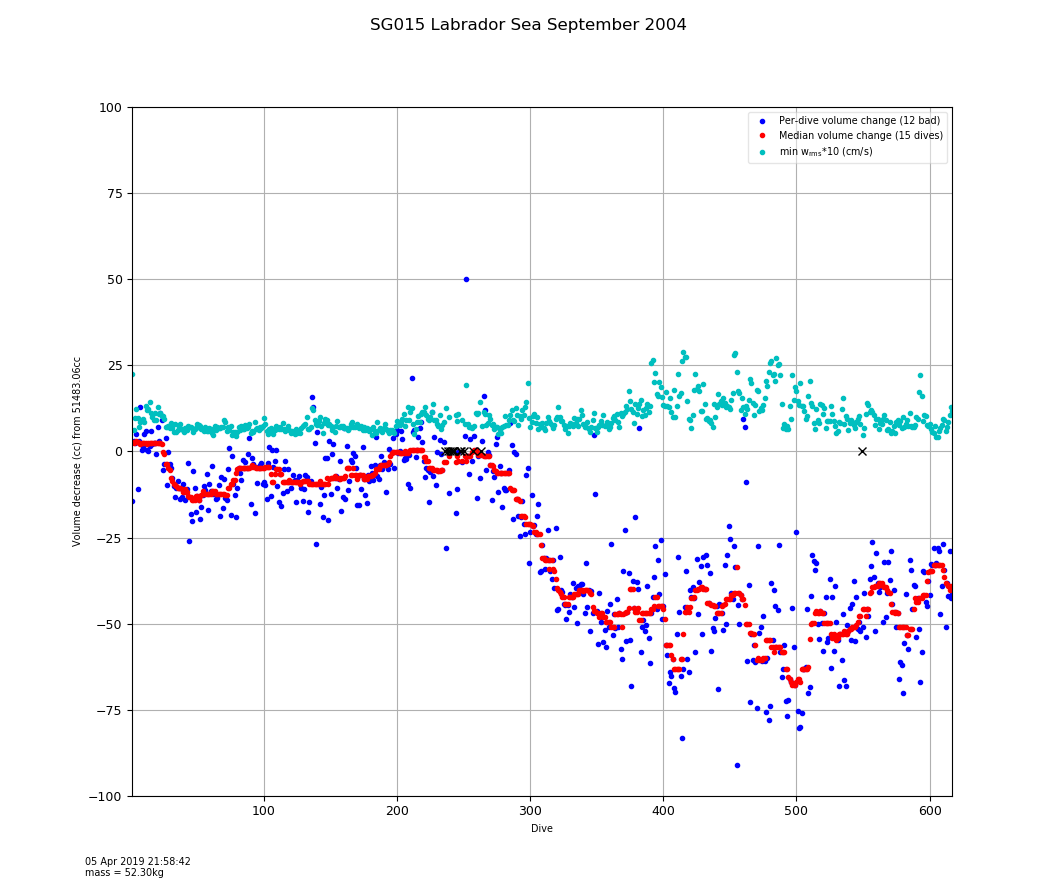 SG015 Labrador Sea September 2004
Per-dive volume change (12 bad)
Median volume change (15 dives)
min wrms*10 (cm/s)
Volume decrease (cc) from 51483.06cc
100
75
50
25
0
−25
−50
−75
−100
100 200 300 400 500 600
Dive
05 Apr 2019 21:58:42
mass = 52.30kg